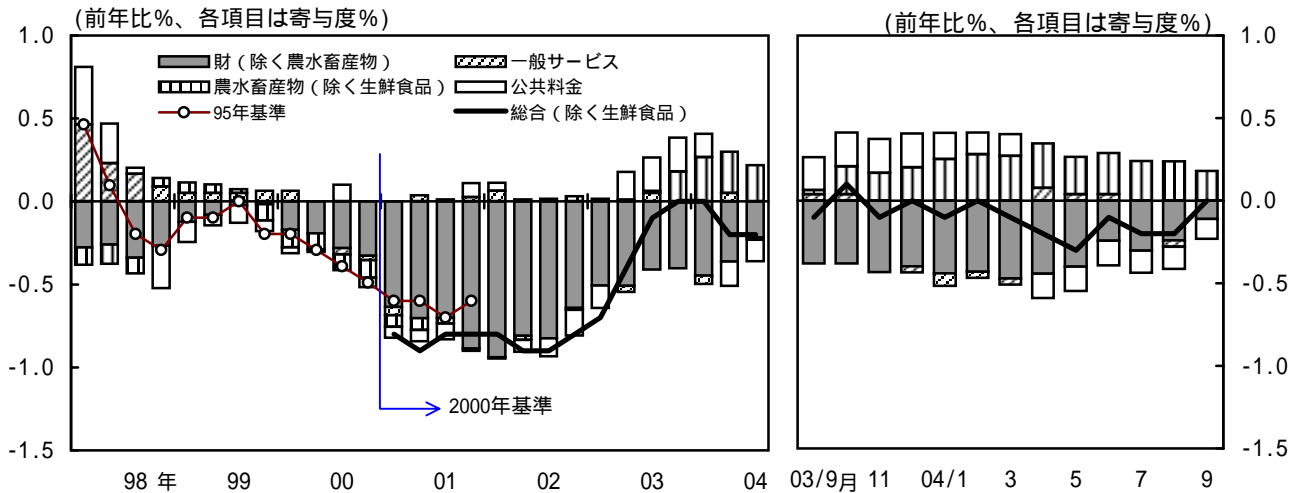 (前年比%、各項目は寄与度%)
財(除く農水畜産物)
一般サービス
農水畜産物(除く生鮮食品)
公共料金
95年基準
総合(除く生鮮食品)
1.0
0.5
0.0
-0.5
-1.0
-1.5
2000年基準
98 年 99 00 01 02 03 04
(前年比%、各項目は寄与度%)
1.0
0.5
0.0
-0.5
-1.0
-1.5
03/9月 11 04/1 3 5 7 9